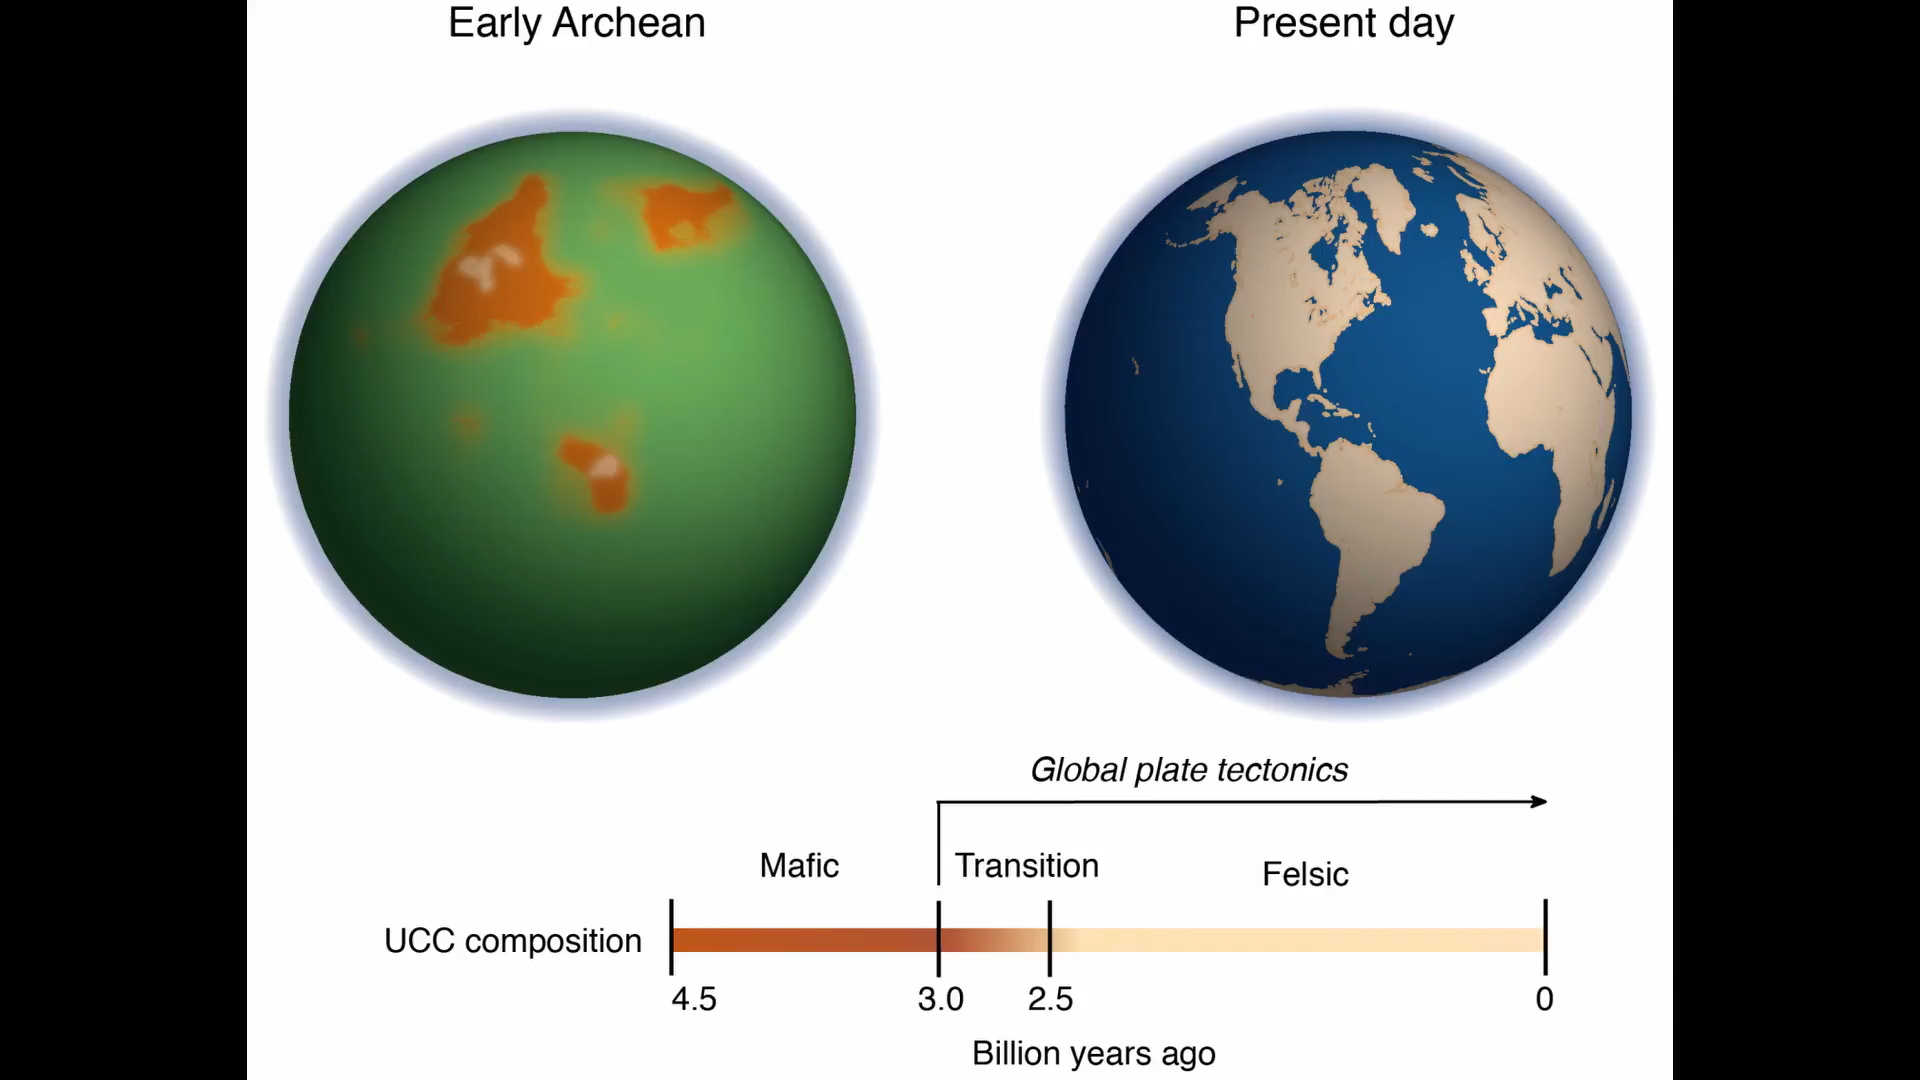 Early Archean
Present day
Global plate tectonics
Mafic
Transition
Felsic
UCC composition
4.5
3.0
2.5
0
Billion years ago